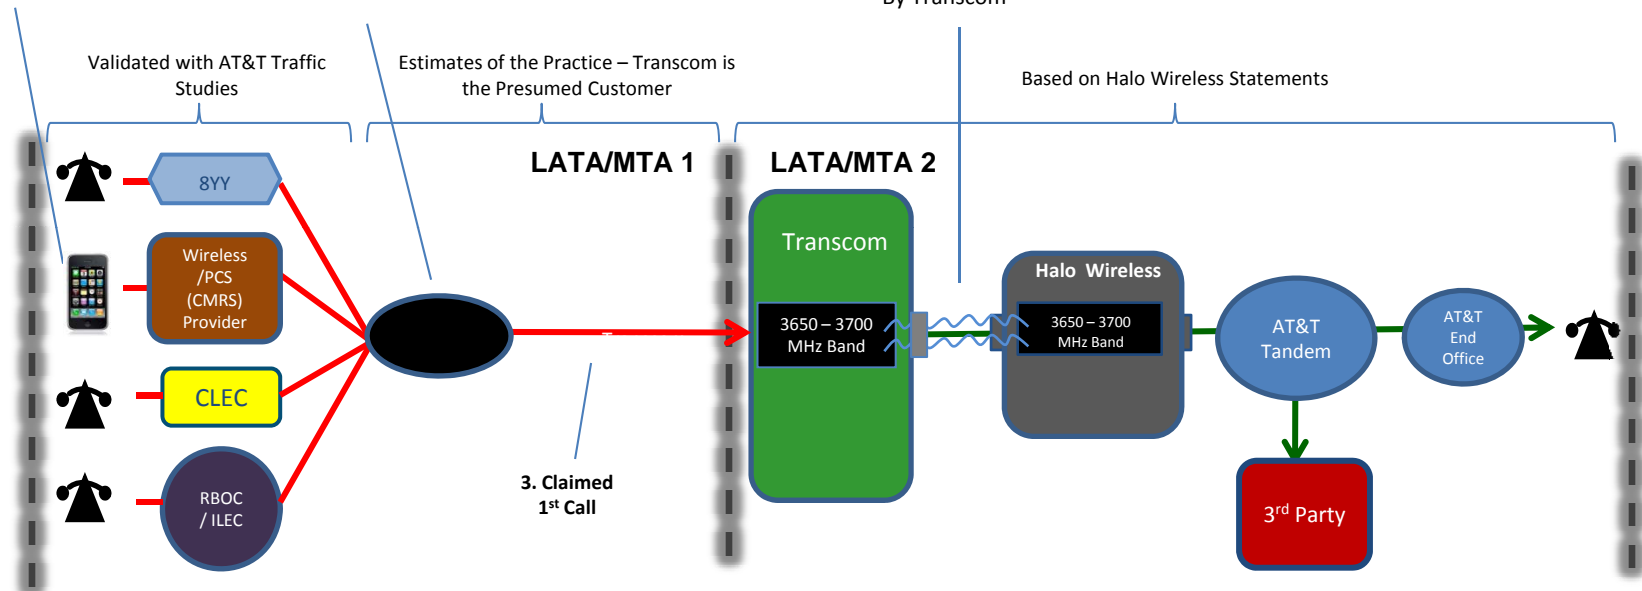 By Transcom
Validated with AT&T Traffic
Studies
Estimates of the Practice – Transcom is
the Presumed Customer
Based on Halo Wireless Statements
LATA/MTA 1
LATA/MTA 2
8YY
Wireless
/PCS
(CMRS)
Provider
CLEC
RBOC
/ ILEC
3. Claimed
1st Call
Transcom
3650 – 3700
MHz Band
Halo Wireless
3650 – 3700
MHz Band
AT&T
Tandem
AT&T
End
Office
3rd Party